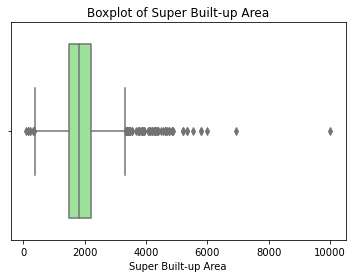 Boxplot of Super Built-up Area
0 2000 4000 6000 8000 10000
Super Built-up Area